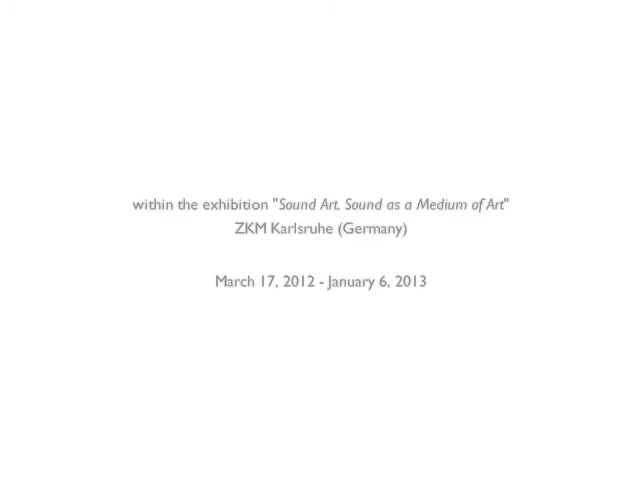 within the exhibition "Sound Art. Sound as a Medium of Art"
ZKM Karlsruhe (Germany)
March 17, 2012 - January 6, 2013